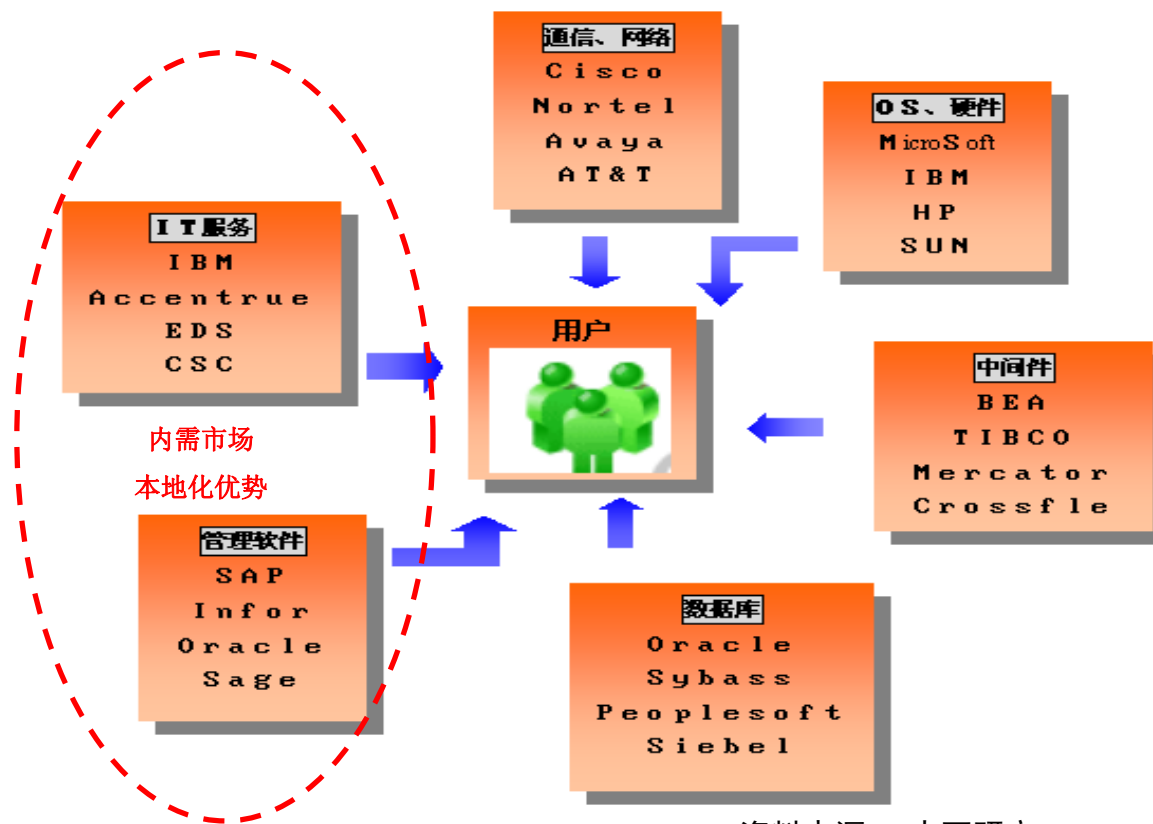 通信、网络
Cisco
Nortel
Avaya
AT&T
OS、硬件
MicroSoft
IBM
HP
SUN
IT服务
IBM
Accentrue
EDS
CSC
用户
中间件
BEA
TIBCO
Mercator
Crossfle
内需市场
本地化优势
管理软件
SAP
Infor
Oracle
Sage
数据库
Oracle
Sybass
Peoplesoft
Siebel